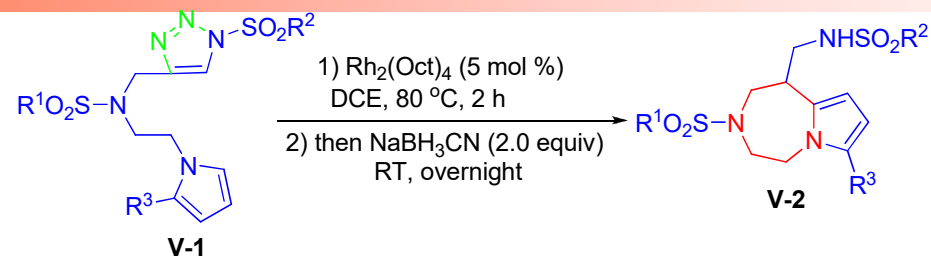 N
N
N
SO₂R²
R¹O₂S
N
N
R³
V-1
1) Rh₂(Oct)₄ (5 mol %)
DCE, 80 °C, 2 h
2) then NaBH₃CN (2.0 equiv)
RT, overnight
NHSO₂R²
R¹O₂S
N
N
R³
V-2